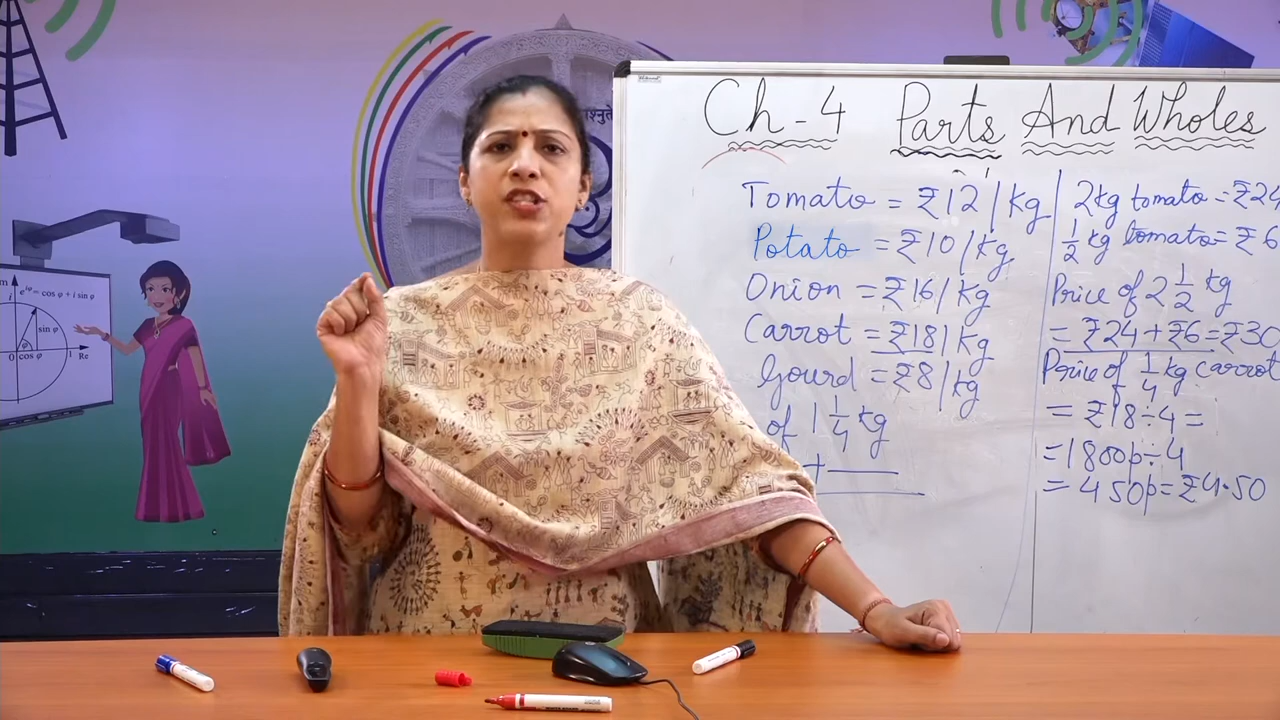 Ch - 4 Parts And Wholes
Tomato = ₹12/kg
Potato = ₹10/kg
Onion = ₹16/kg
Carrot = ₹18/kg
Gourd = ₹8/kg
of 1 1/4 kg
+
2kg tomato = ₹24
1/2 kg tomato = ₹6
Price of 2 1/2 kg
= ₹24 + ₹6 = ₹30
Price of 1/4 kg carrot
= ₹18 ÷ 4 =
= 1800p ÷ 4
= 450p = ₹4.50
e^iφ = cos φ + i sin φ
i
sin φ
φ
0 cos φ 1 Re